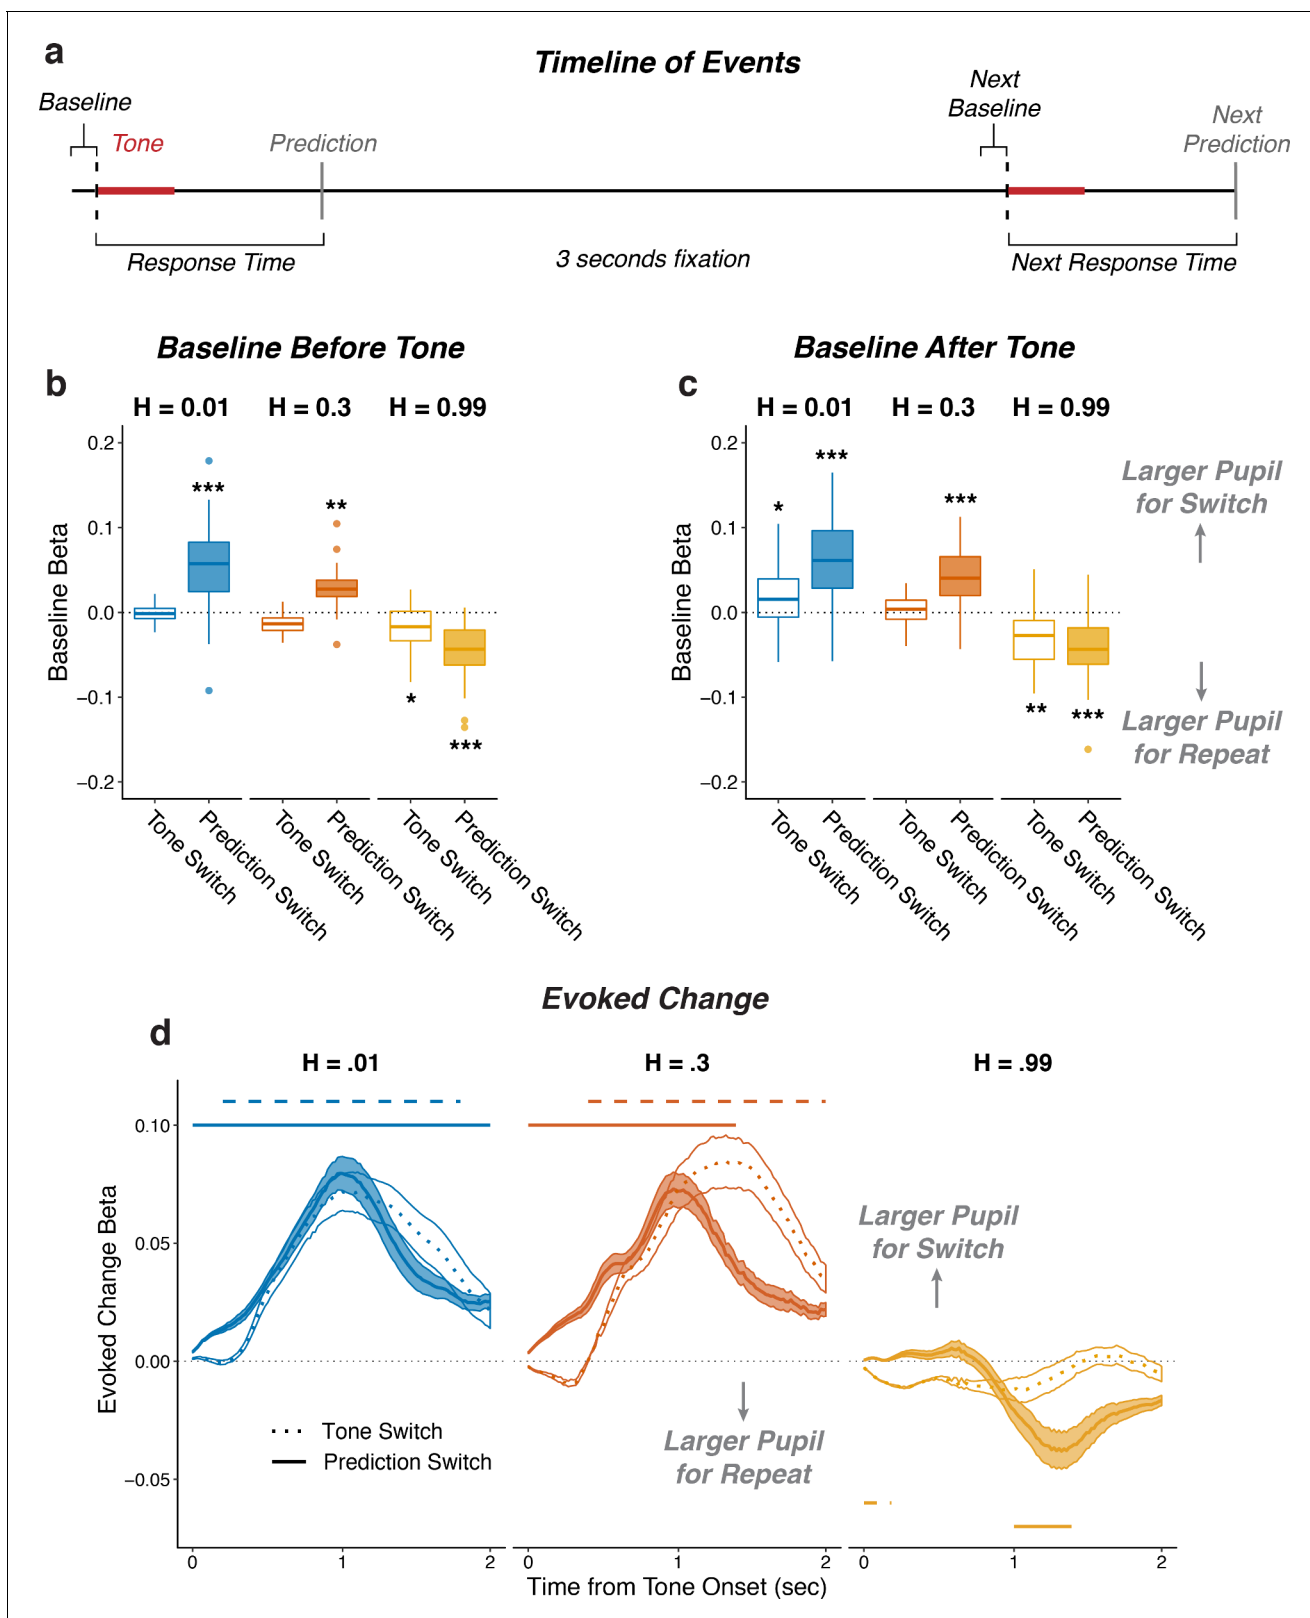 a
Timeline of Events
Baseline
Tone
Prediction
Next
Baseline
Next
Prediction
Response Time
3 seconds fixation
Next Response Time
Baseline Before Tone
b
H = 0.01 H = 0.3 H = 0.99
Baseline Beta
0.2
0.1
0.0
−0.1
−0.2
***
**
*
***
Tone Switch
Prediction Switch
Tone Switch
Prediction Switch
Tone Switch
Prediction Switch
Baseline After Tone
c
H = 0.01 H = 0.3 H = 0.99
Baseline Beta
0.2
0.1
0.0
−0.1
−0.2
*
***
***
**
***
Tone Switch
Prediction Switch
Tone Switch
Prediction Switch
Tone Switch
Prediction Switch
Larger Pupil
for Switch
Larger Pupil
for Repeat
Evoked Change
d
H = .01 H = .3 H = .99
Evoked Change Beta
0.10
0.05
0.00
−0.05
Larger Pupil
for Switch
Larger Pupil
for Repeat
Tone Switch
Prediction Switch
0 1 2 0 1 2 0 1 2
Time from Tone Onset (sec)